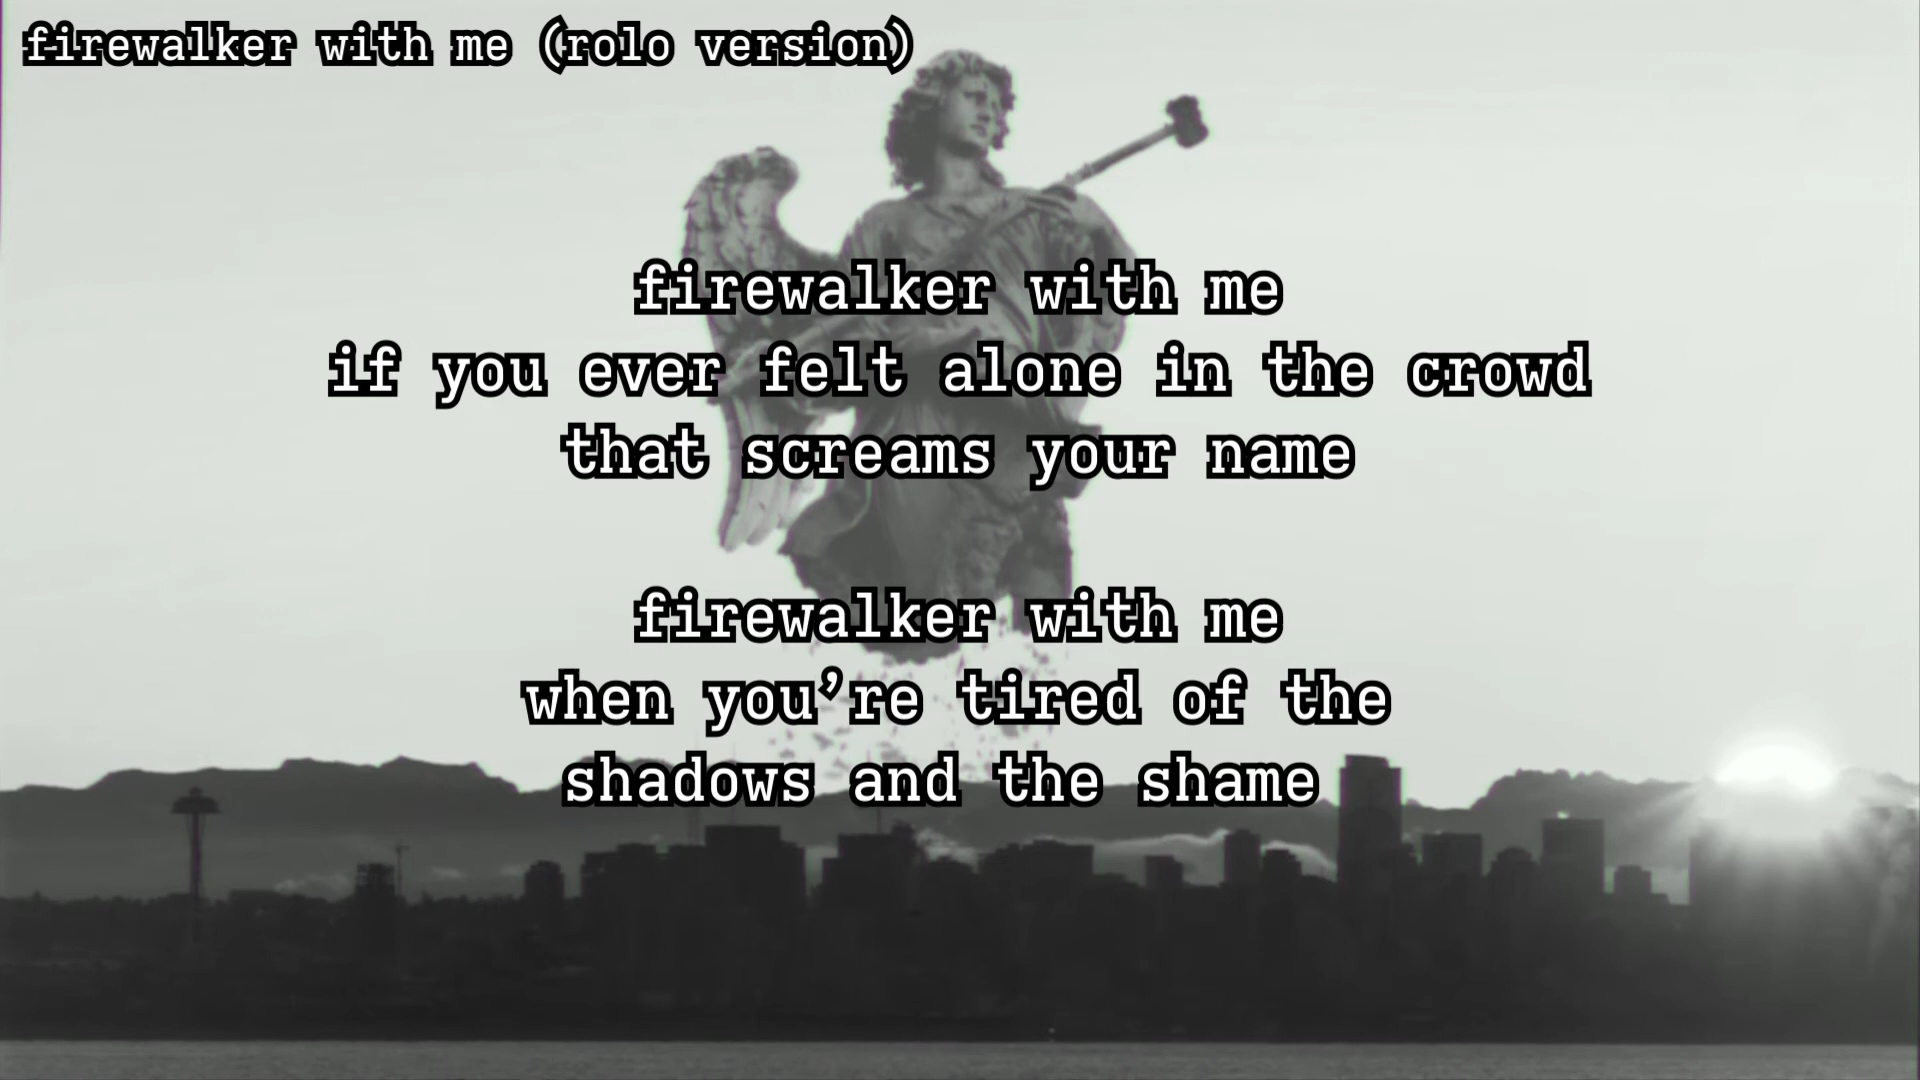 firewalker with me (rolo version)
firewalker with me
if you ever felt alone in the crowd
that screams your name
firewalker with me
when you’re tired of the
shadows and the shame